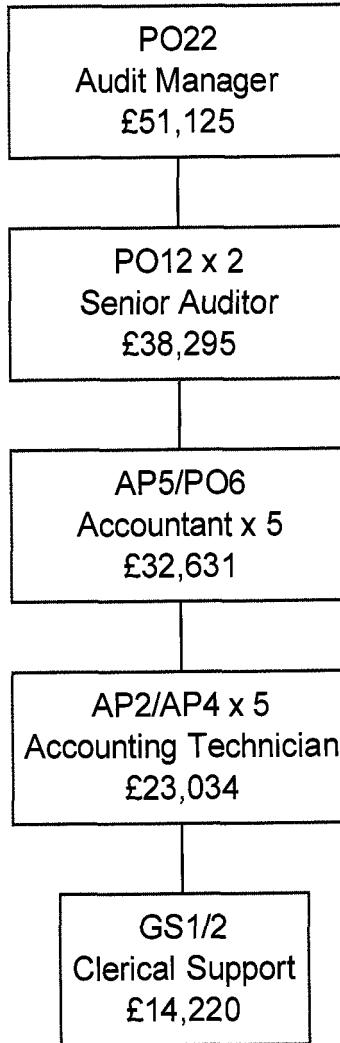 PO22
Audit Manager
£51,125
PO12 x 2
Senior Auditor
£38,295
AP5/PO6
Accountant x 5
£32,631
AP2/AP4 x 5
Accounting Technician
£23,034
GS1/2
Clerical Support
£14,220